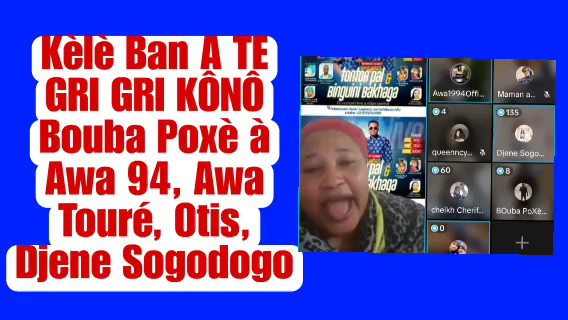 Kèlè Ban A TE
GRI GRI KÔNÔ
Bouba Poxè à
Awa 94, Awa
Touré, Otis,
Djene Sogodogo
tonton pal &
Binguini Bakhaga
Awa1994Offi...
Maman a...
4
queenncy...
135
Djene Sogo...
60
cheikh Cherif...
8
BOuba PoXè...
0